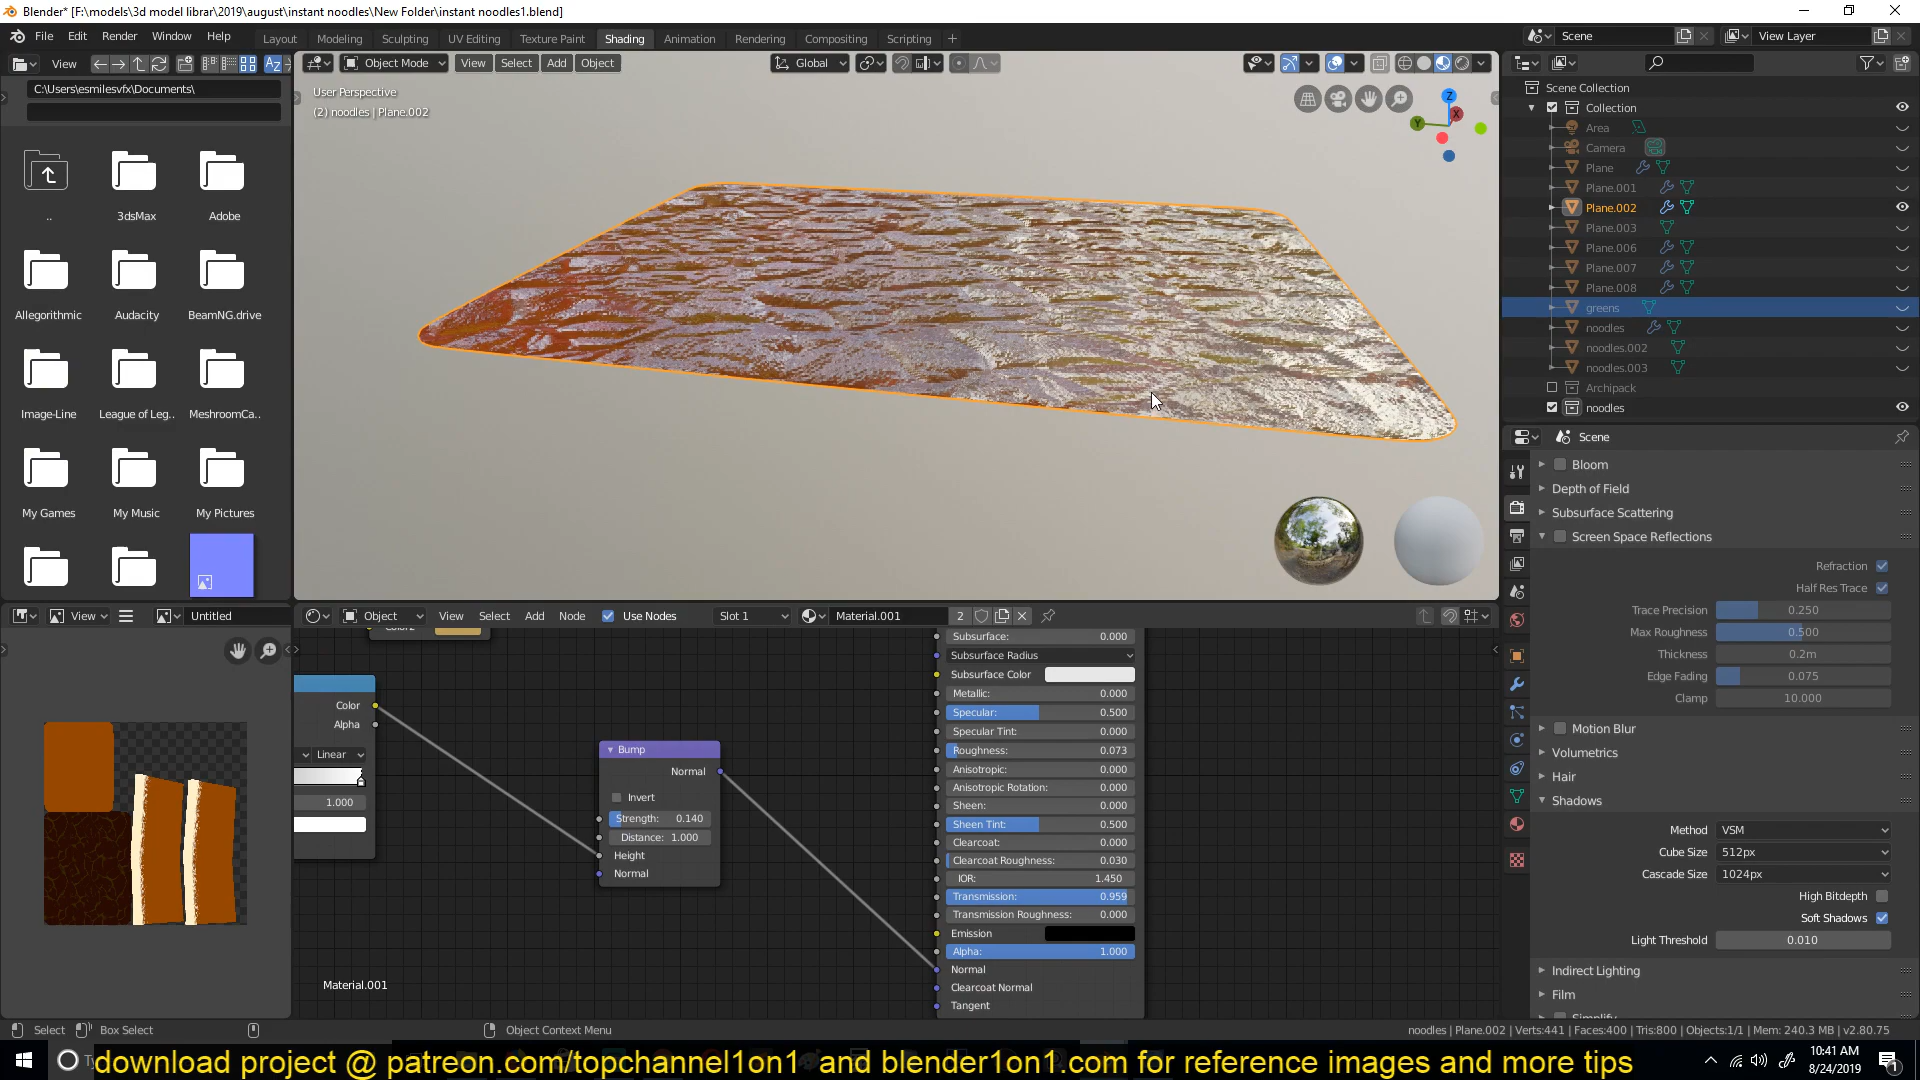 Blender* [F:\models\3d model librar\2019\august\instant noodles\New Folder\instant noodles1.blend]
File Edit Render Window Help
Layout Modeling Sculpting UV Editing Texture Paint Shading Animation Rendering Compositing Scripting +
Scene View Layer
View
C:\Users\esmilesvfx\Documents\
Object Mode View Select Add Object Global
User Perspective
(2) noodles | Plane.002
.. 3dsMax Adobe
Allegorithmic Audacity BeamNG.drive
Image-Line League of Leg.. MeshroomCa..
My Games My Music My Pictures
Z
X
Y
Scene Collection
Collection
Area
Camera
Plane
Plane.001
Plane.002
Plane.003
Plane.006
Plane.007
Plane.008
greens
noodles
noodles.002
noodles.003
Archipack
noodles
Scene
Bloom
Depth of Field
Subsurface Scattering
Screen Space Reflections
Refraction
Half Res Trace
Trace Precision 0.250
Max Roughness 0.500
Thickness 0.2m
Edge Fading 0.075
Clamp 10.000
Motion Blur
Volumetrics
Hair
Shadows
Method VSM
Cube Size 512px
Cascade Size 1024px
High Bitdepth
Soft Shadows
Light Threshold 0.010
Indirect Lighting
Film
View Untitled
Object View Select Add Node Use Nodes Slot 1 Material.001 2
Color
Alpha
Linear
1.000
Bump
Normal
Invert
Strength: 0.140
Distance: 1.000
Height
Normal
Subsurface: 0.000
Subsurface Radius
Subsurface Color
Metallic: 0.000
Specular: 0.500
Specular Tint: 0.000
Roughness: 0.073
Anisotropic: 0.000
Anisotropic Rotation: 0.000
Sheen: 0.000
Sheen Tint: 0.500
Clearcoat: 0.000
Clearcoat Roughness: 0.030
IOR: 1.450
Transmission: 0.959
Transmission Roughness: 0.000
Emission
Alpha: 1.000
Normal
Clearcoat Normal
Tangent
Material.001
Select Box Select Object Context Menu
noodles | Plane.002 | Verts:441 | Faces:400 | Tris:800 | Objects:1/1 | Mem: 240.3 MB | v2.80.75
download project @ patreon.com/topchannel1on1 and blender1on1.com for reference images and more tips
10:41 AM
8/24/2019